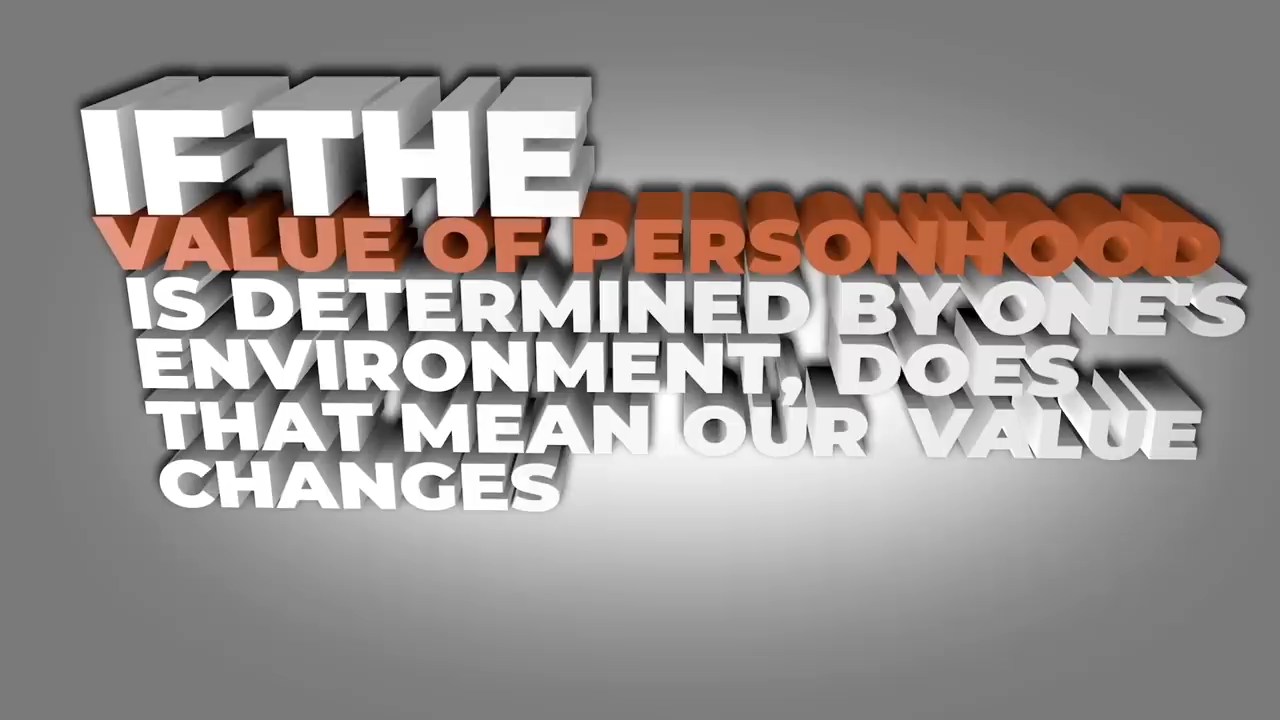 IF THE
VALUE OF PERSONHOOD
IS DETERMINED BY ONE'S
ENVIRONMENT, DOES
THAT MEAN OUR VALUE
CHANGES